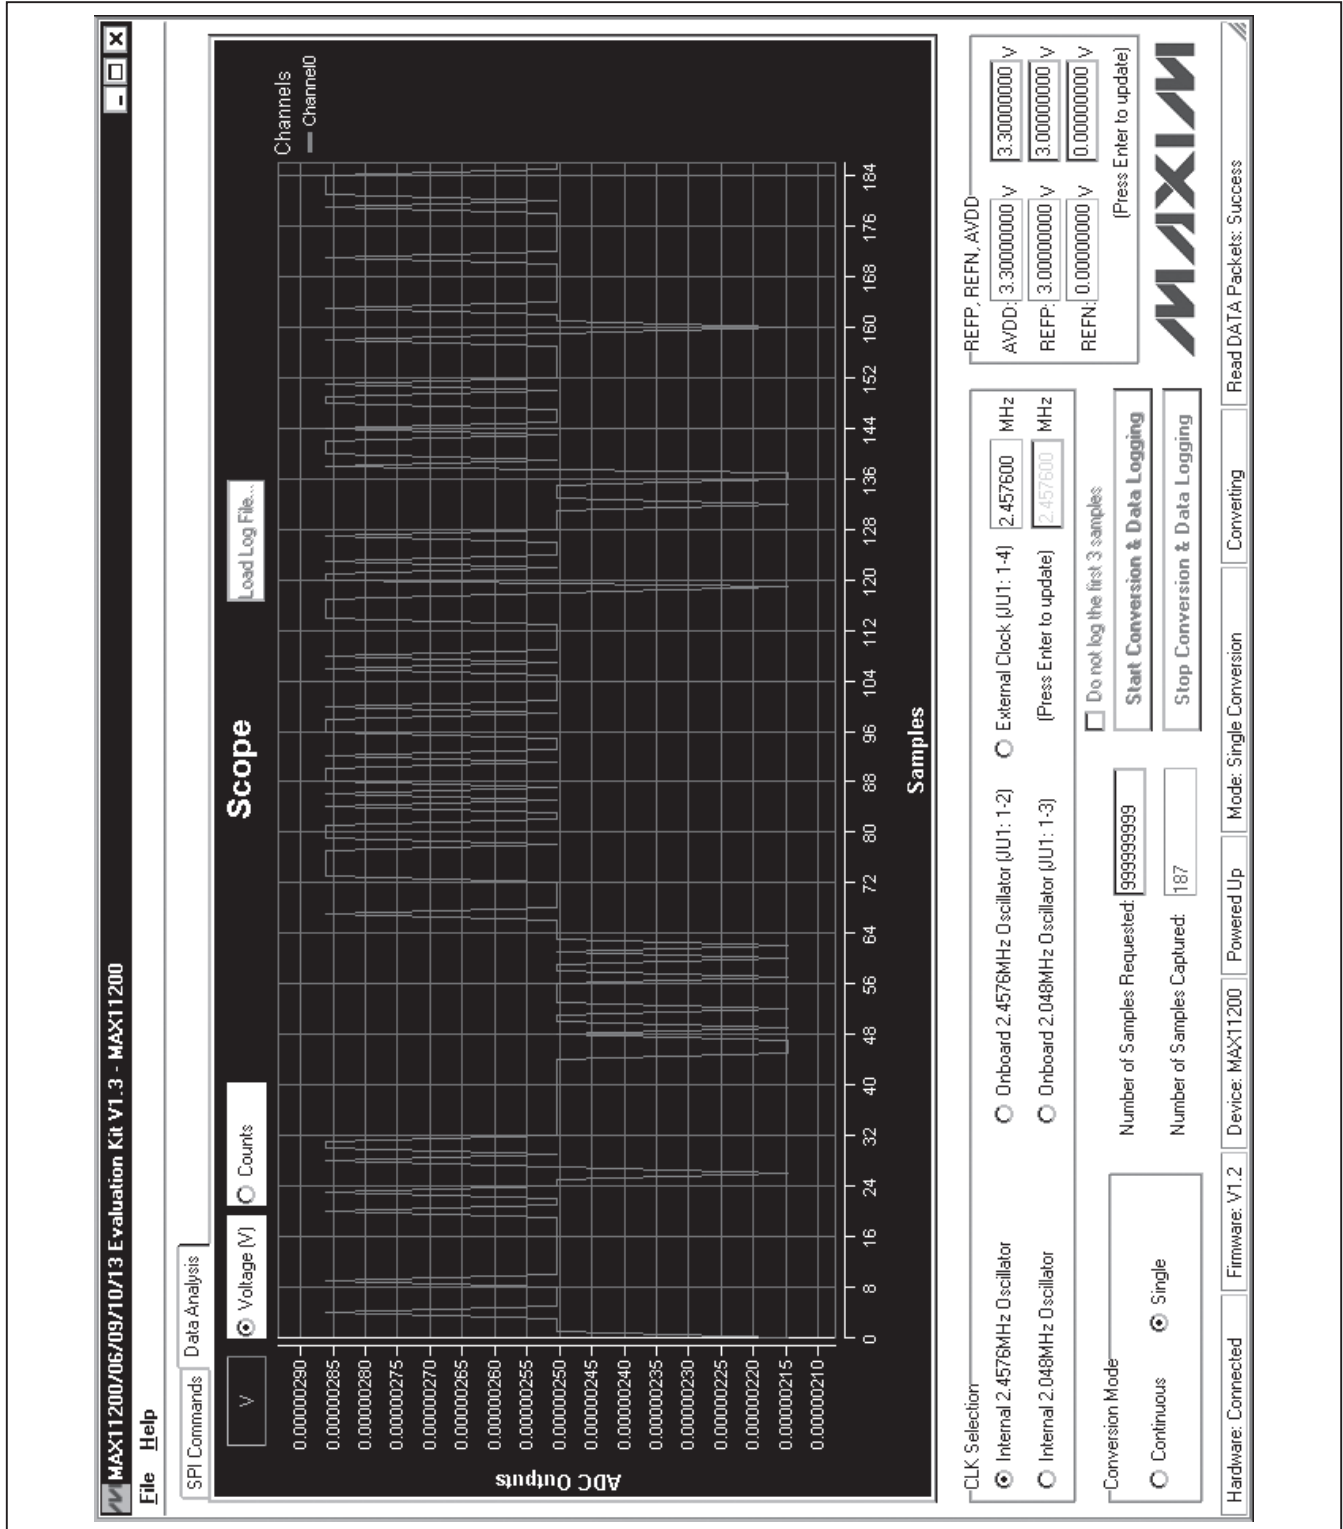 MAX11200/06/09/10/13 Evaluation Kit V1.3 - MAX11200
File Help
SPI Commands Data Analysis
V
Voltage (V) Counts
Scope
Load Log File...
Channels
Channel0
ADC Outputs
0.00000290
0.00000285
0.00000280
0.00000275
0.00000270
0.00000265
0.00000260
0.00000255
0.00000250
0.00000245
0.00000240
0.00000235
0.00000230
0.00000225
0.00000220
0.00000215
0.00000210
0 8 16 24 32 40 48 56 64 72 80 88 96 104 112 120 128 136 144 152 160 168 176 184
Samples
CLK Selection
Internal 2.4576MHz Oscillator Onboard 2.4576MHz Oscillator (JU1: 1-2) External Clock (JU1: 1-4) 2.457600 MHz
Internal 2.048MHz Oscillator Onboard 2.048MHz Oscillator (JU1: 1-3) (Press Enter to update) 2.457600 MHz
REFP, REFN, AVDD
AVDD: 3.30000000 V 3.30000000 V
REFP: 3.00000000 V 3.00000000 V
REFN: 0.00000000 V 0.00000000 V
(Press Enter to update)
Conversion Mode
Continuous Single
Number of Samples Requested: 999999999
Number of Samples Captured: 187
Do not log the first 3 samples
Start Conversion & Data Logging
Stop Conversion & Data Logging
MAXIM
Hardware: Connected Firmware: V1.2 Device: MAX11200 Powered Up Mode: Single Conversion Converting Read DATA Packets: Success